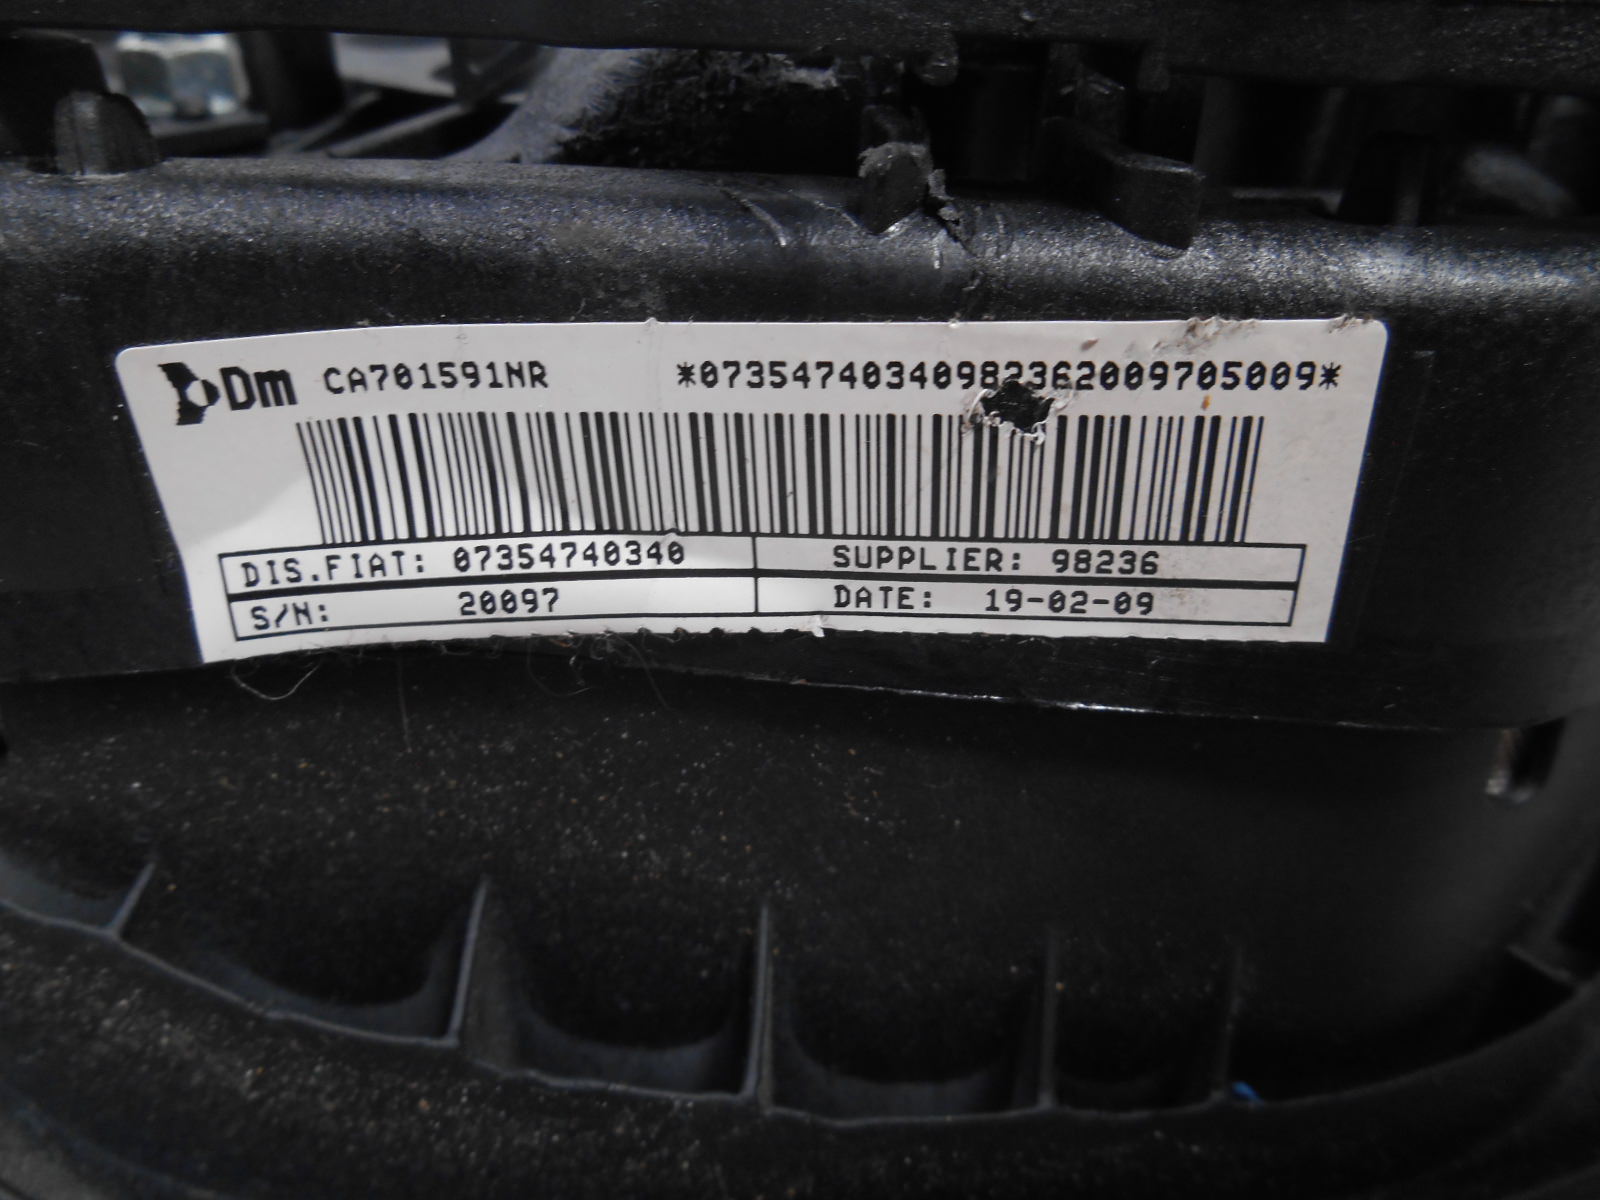 Dm CA701591NR *07354740340982362009705009*
DIS.FIAT: 07354740340 SUPPLIER: 98236
S/N: 20097 DATE: 19-02-09